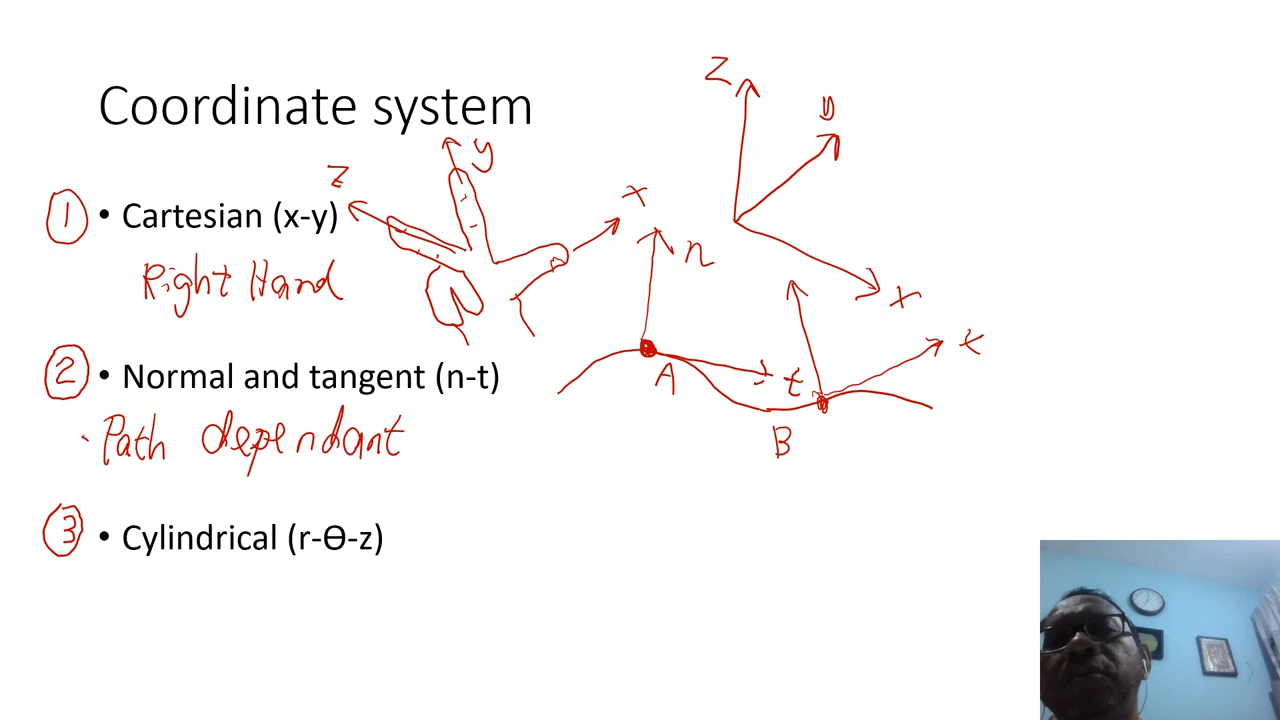 Coordinate system
① • Cartesian (x-y)
Right Hand
② • Normal and tangent (n-t)
• Path dependant
③ • Cylindrical (r-Ɵ-z)
z
y
x
Z
x
n
A
t
B
t